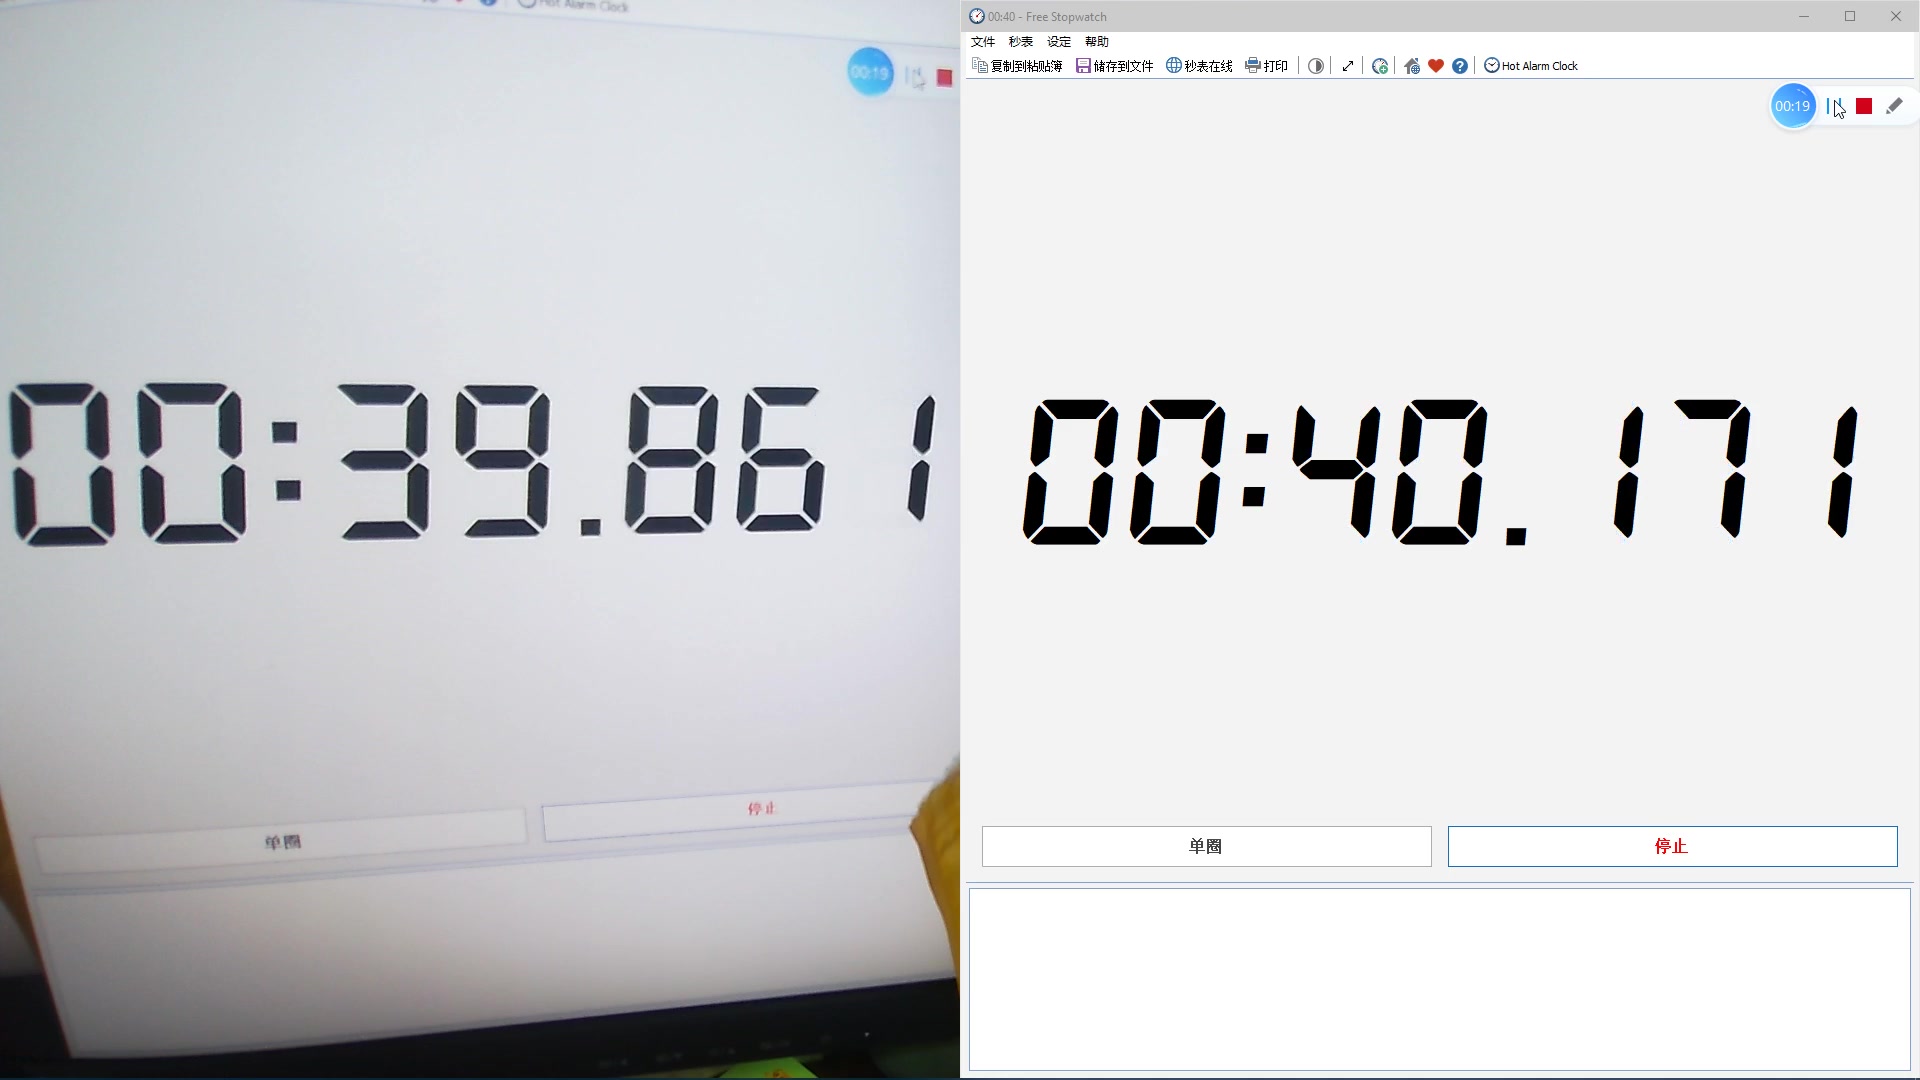 Hot Alarm Clock
00:19
00:39.861
单圈
停止
00:40 - Free Stopwatch
文件 秒表 设定 帮助
复制到粘贴簿 储存到文件 秒表在线 打印 Hot Alarm Clock
00:19
00:40.171
单圈
停止